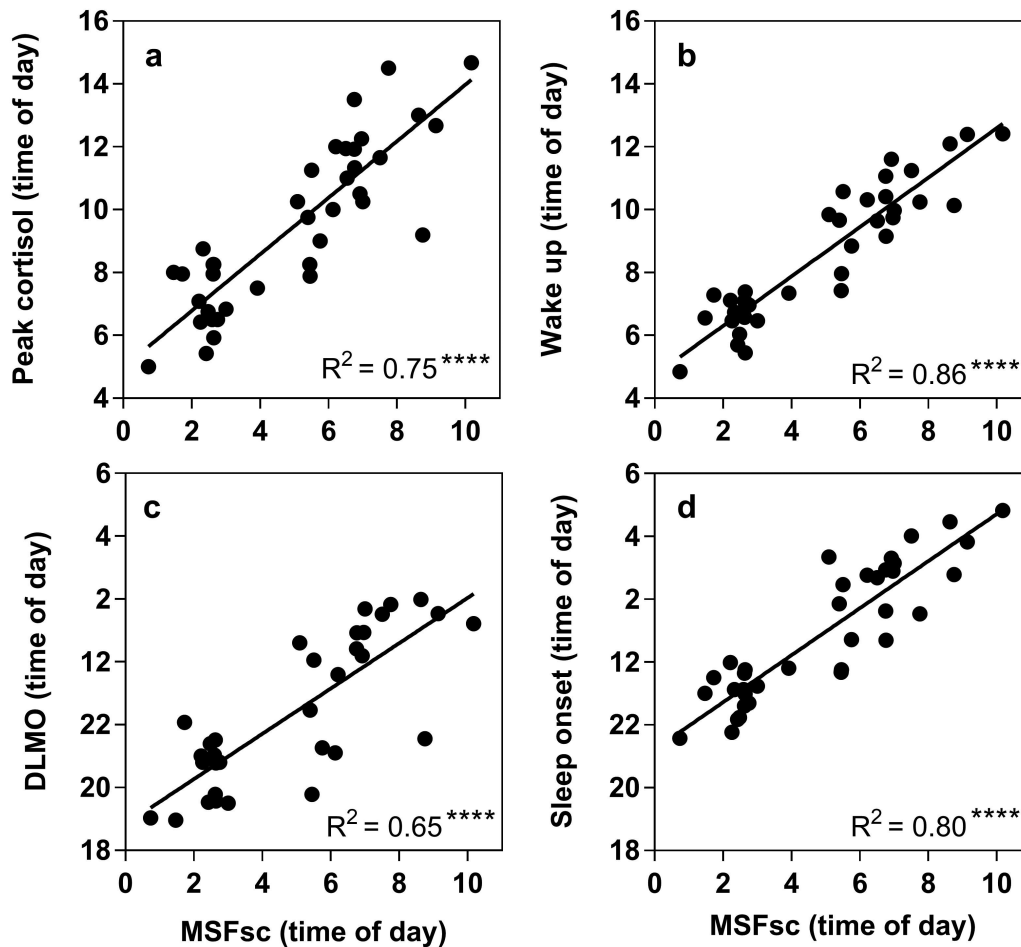 a
Peak cortisol (time of day)
16
14
12
10
8
6
4
0 2 4 6 8 10
R² = 0.75****
b
Wake up (time of day)
16
14
12
10
8
6
4
0 2 4 6 8 10
R² = 0.86****
c
DLMO (time of day)
6
4
2
12
22
20
18
0 2 4 6 8 10
R² = 0.65****
MSFsc (time of day)
d
Sleep onset (time of day)
6
4
2
12
22
20
18
0 2 4 6 8 10
R² = 0.80****
MSFsc (time of day)